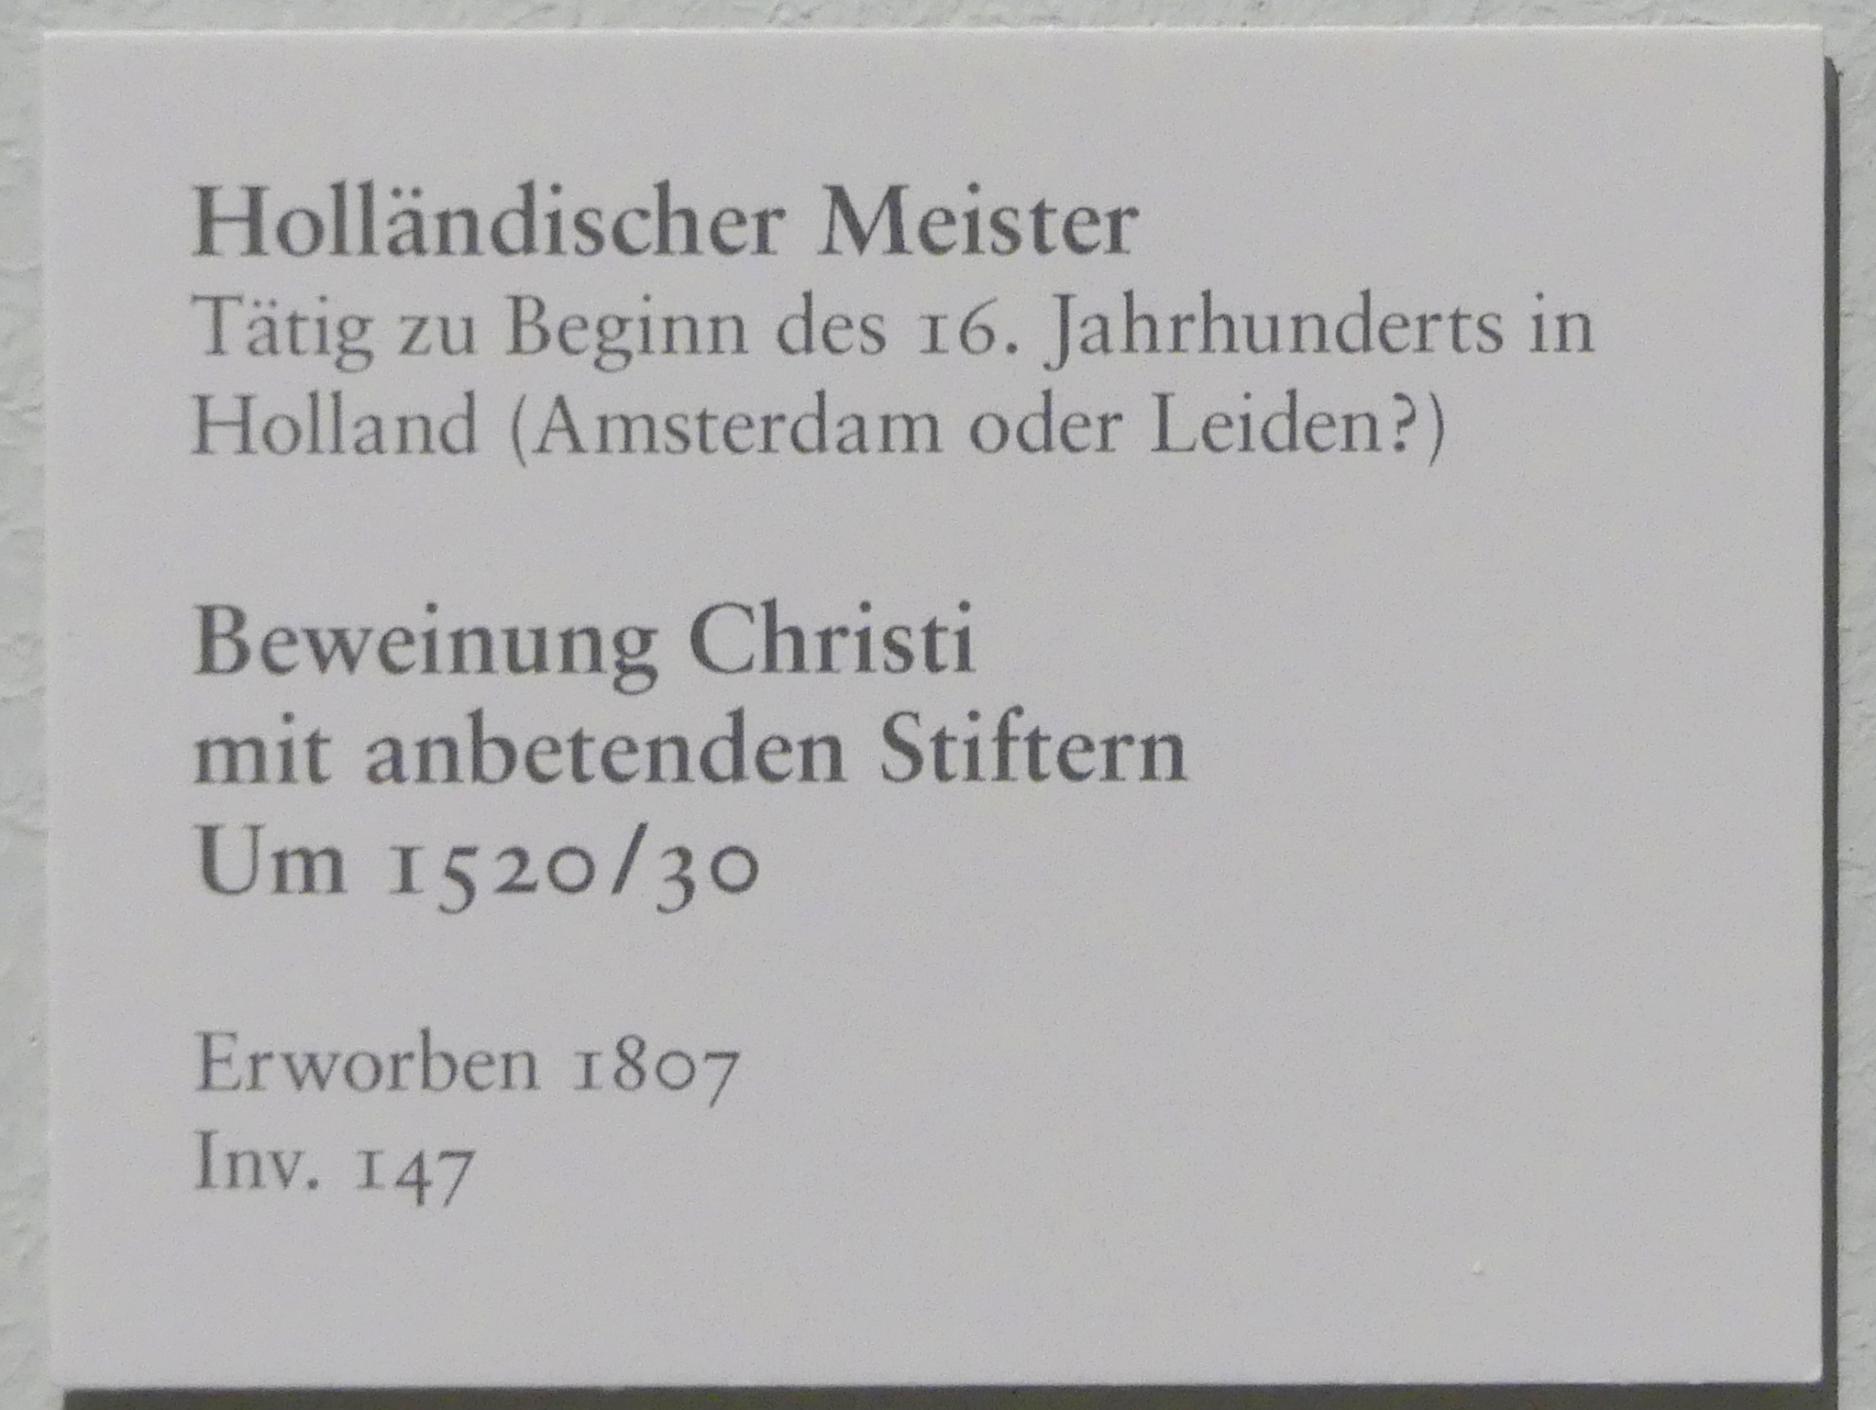 Holländischer Meister
Tätig zu Beginn des 16. Jahrhunderts in
Holland (Amsterdam oder Leiden?)
Beweinung Christi
mit anbetenden Stiftern
Um 1520/30
Erworben 1807
Inv. 147